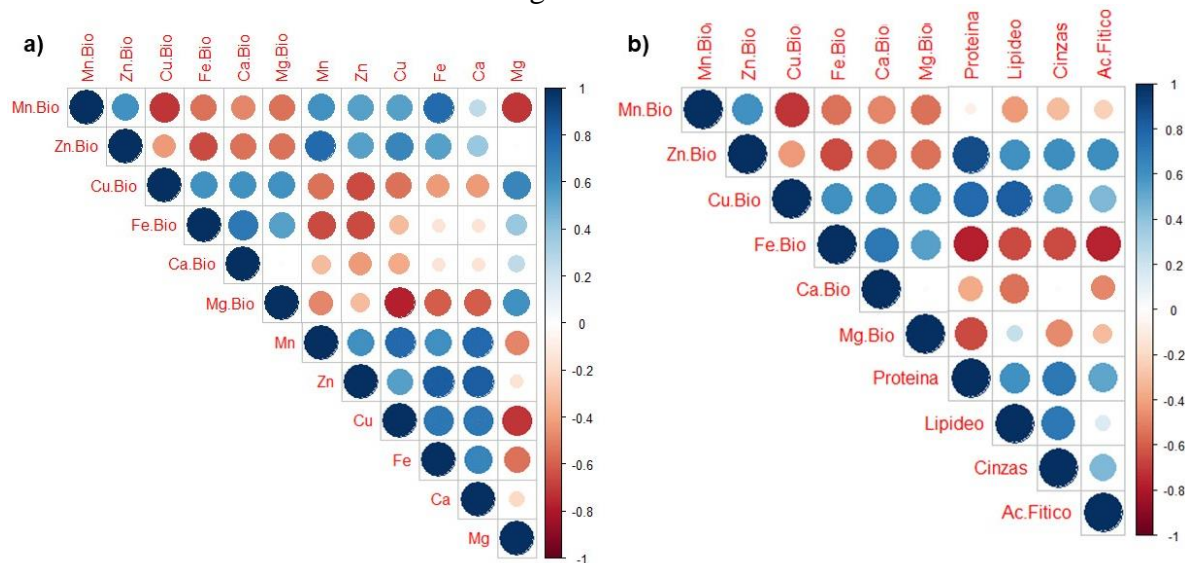 a)
Mn.Bio
Zn.Bio
Cu.Bio
Fe.Bio
Ca.Bio
Mg.Bio
Mn
Zn
Cu
Fe
Ca
Mg
Mn.Bio
Zn.Bio
Cu.Bio
Fe.Bio
Ca.Bio
Mg.Bio
Mn
Zn
Cu
Fe
Ca
Mg
1
0.8
0.6
0.4
0.2
0
-0.2
-0.4
-0.6
-0.8
-1
b)
Mn.Bio
Zn.Bio
Cu.Bio
Fe.Bio
Ca.Bio
Mg.Bio
Proteina
Lipideo
Cinzas
Ac.Fitico
Mn.Bio
Zn.Bio
Cu.Bio
Fe.Bio
Ca.Bio
Mg.Bio
Proteina
Lipideo
Cinzas
Ac.Fitico
1
0.8
0.6
0.4
0.2
0
-0.2
-0.4
-0.6
-0.8
-1